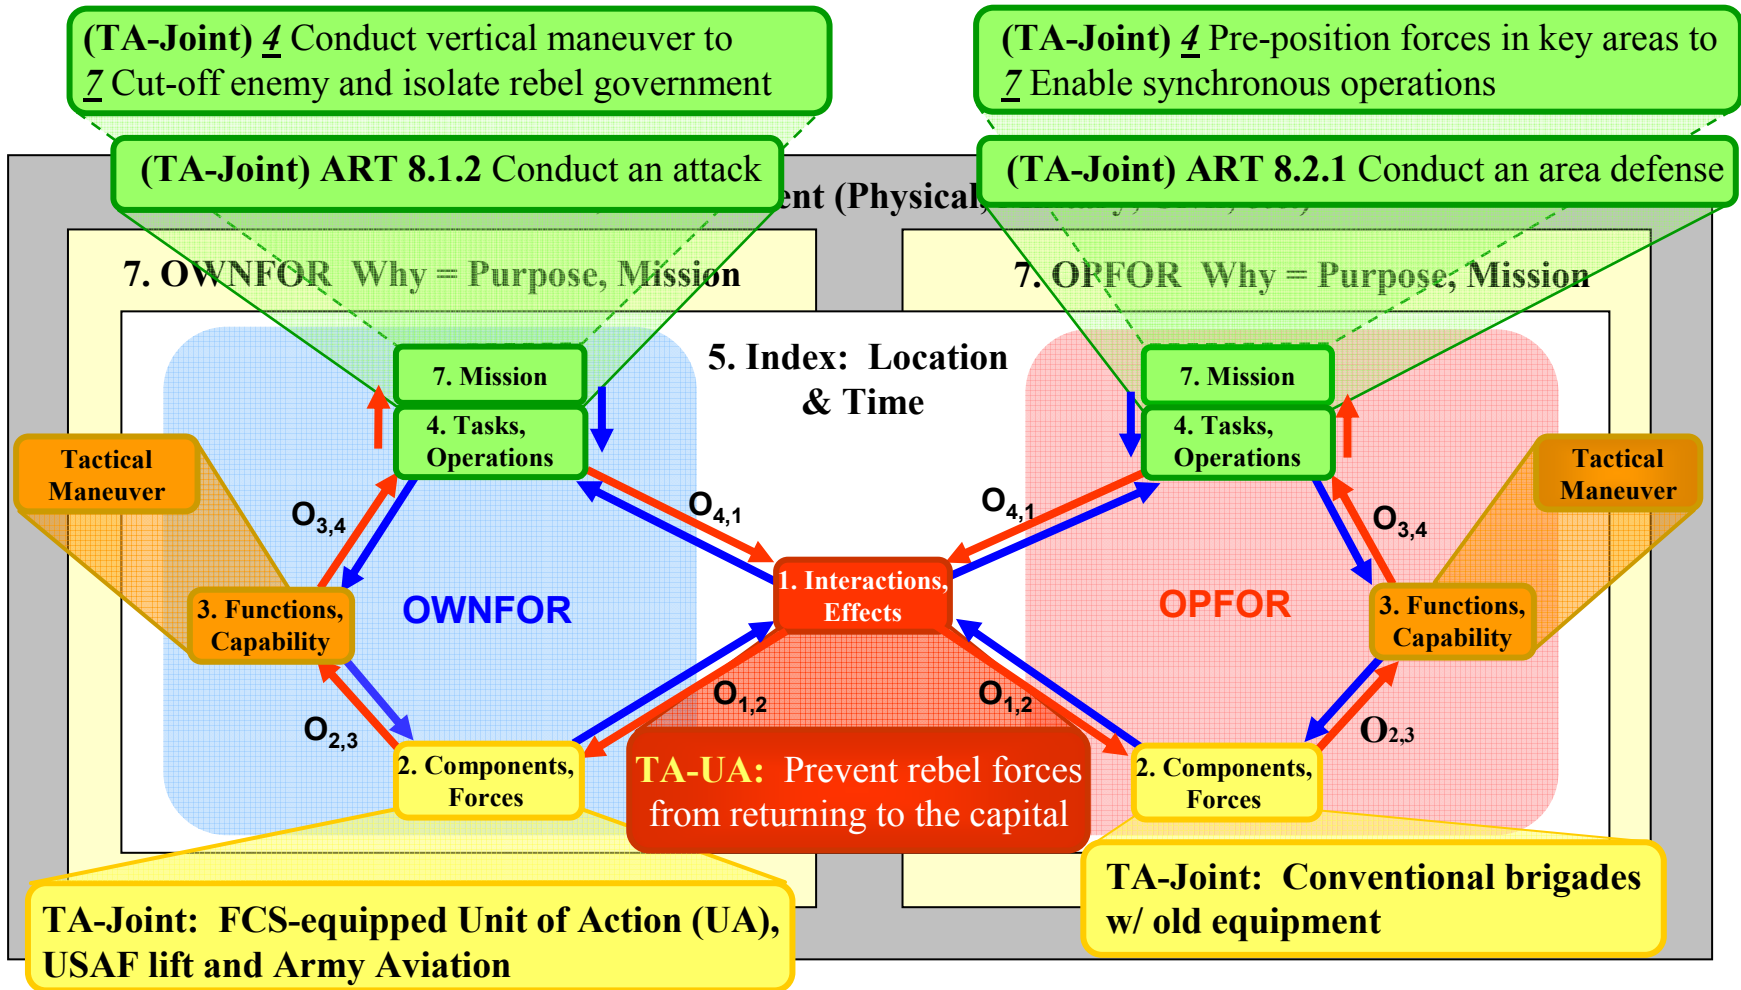 (TA-Joint) 4 Conduct vertical maneuver to
7 Cut-off enemy and isolate rebel government
(TA-Joint) 4 Pre-position forces in key areas to
7 Enable synchronous operations
(TA-Joint) ART 8.1.2 Conduct an attack
(TA-Joint) ART 8.2.1 Conduct an area defense
(Physical,
7. OWNFOR Why = Purpose, Mission
7. OPFOR Why = Purpose, Mission
5. Index: Location
& Time
7. Mission
4. Tasks,
Operations
7. Mission
4. Tasks,
Operations
Tactical
Maneuver
Tactical
Maneuver
O3,4
O4,1
O4,1
O3,4
1. Interactions,
Effects
3. Functions,
Capability
OWNFOR
OPFOR
3. Functions,
Capability
O2,3
O1,2
O1,2
O2,3
2. Components,
Forces
2. Components,
Forces
TA-UA: Prevent rebel forces
from returning to the capital
TA-Joint: FCS-equipped Unit of Action (UA),
USAF lift and Army Aviation
TA-Joint: Conventional brigades
w/ old equipment